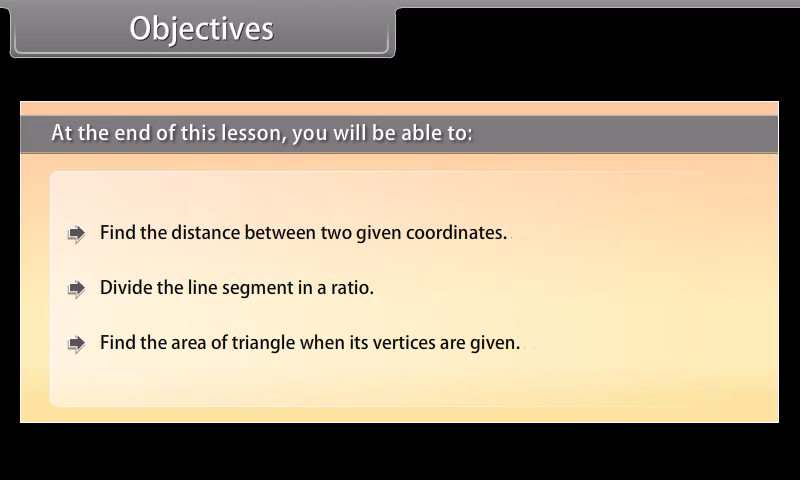 Objectives
At the end of this lesson, you will be able to:
Find the distance between two given coordinates.
Divide the line segment in a ratio.
Find the area of triangle when its vertices are given.